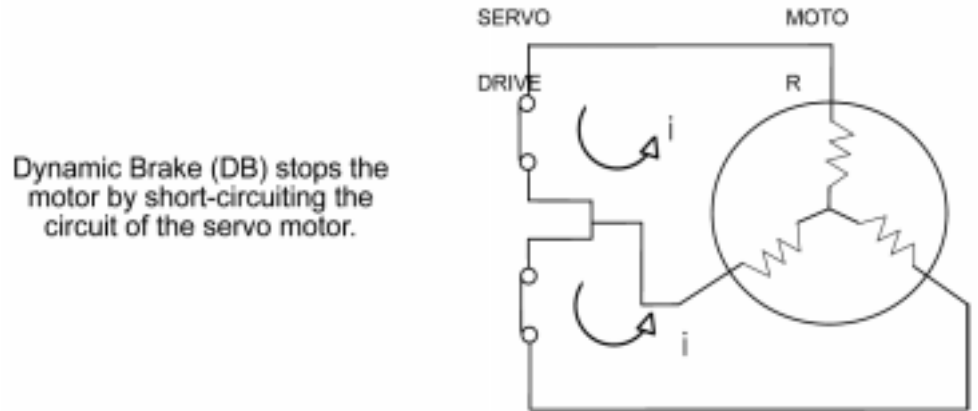 SERVO
MOTO
DRIVE
R
i
Dynamic Brake (DB) stops the
motor by short-circuiting the
circuit of the servo motor.
i